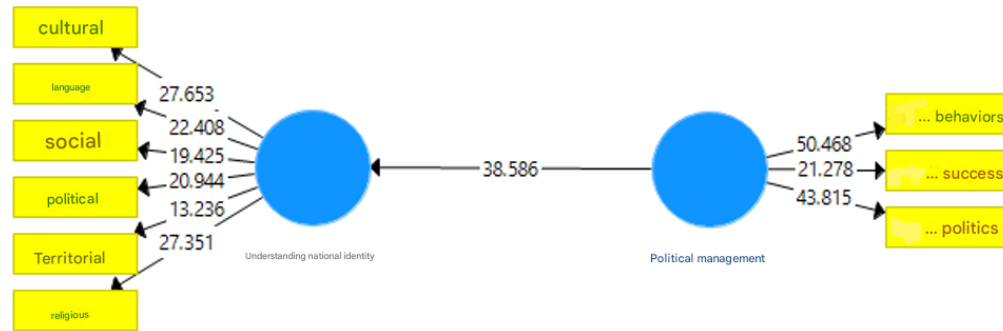 cultural
language
social
political
Territorial
religious
27.653
22.408
19.425
20.944
13.236
27.351
Understanding national identity
38.586
Political management
50.468
21.278
43.815
... behaviors
... success
... politics